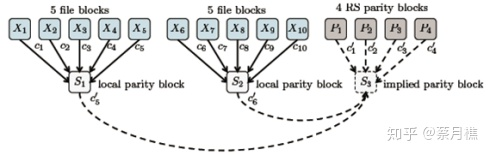 5 file blocks 5 file blocks 4 RS parity blocks
X₁ X₂ X₃ X₄ X₅ X₆ X₇ X₈ X₉ X₁₀ P₁ P₂ P₃ P₄
c₁ c₂ c₃ c₄ c₅ c₆ c₇ c₈ c₉ c₁₀ c′₁ c′₂ c′₃ c′₄
S₁ local parity block S₂ local parity block S₃ implied parity block
c′₅ c′₆
知乎 @蔡月樵